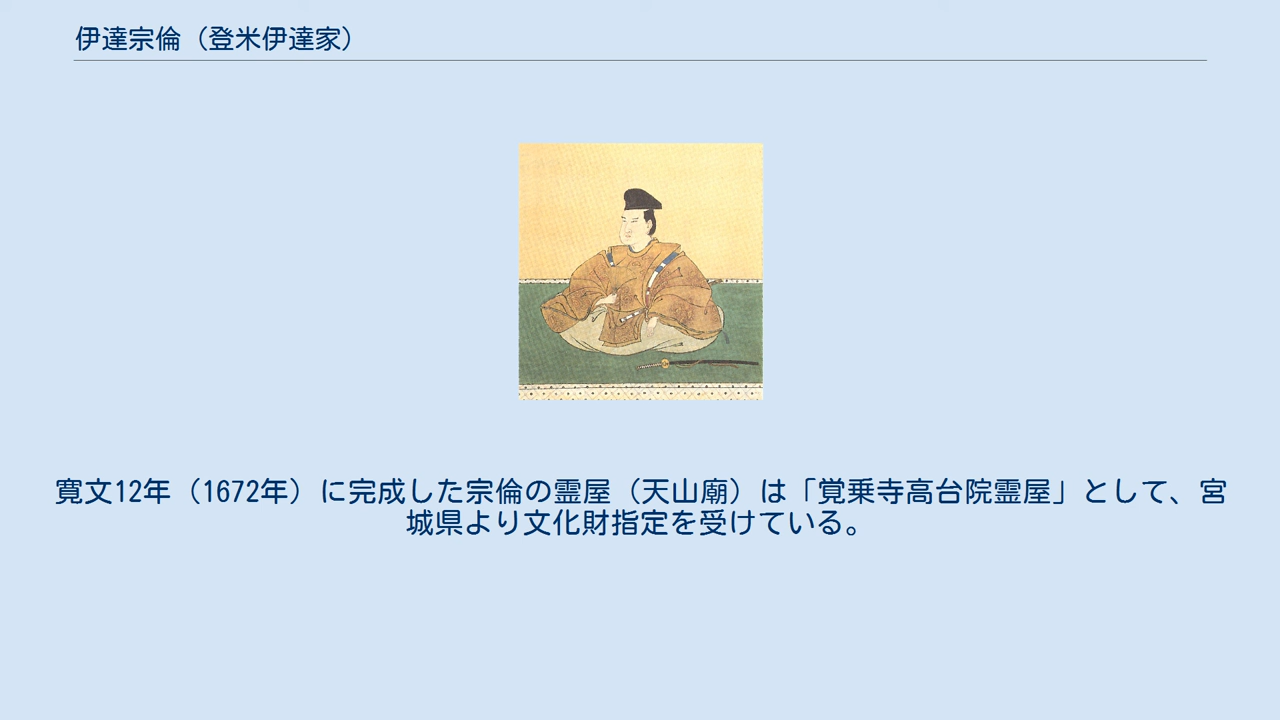 伊達宗倫（登米伊達家）
寛文12年（1672年）に完成した宗倫の霊屋（天山廟）は「覚乗寺高台院霊屋」として、宮
城県より文化財指定を受けている。